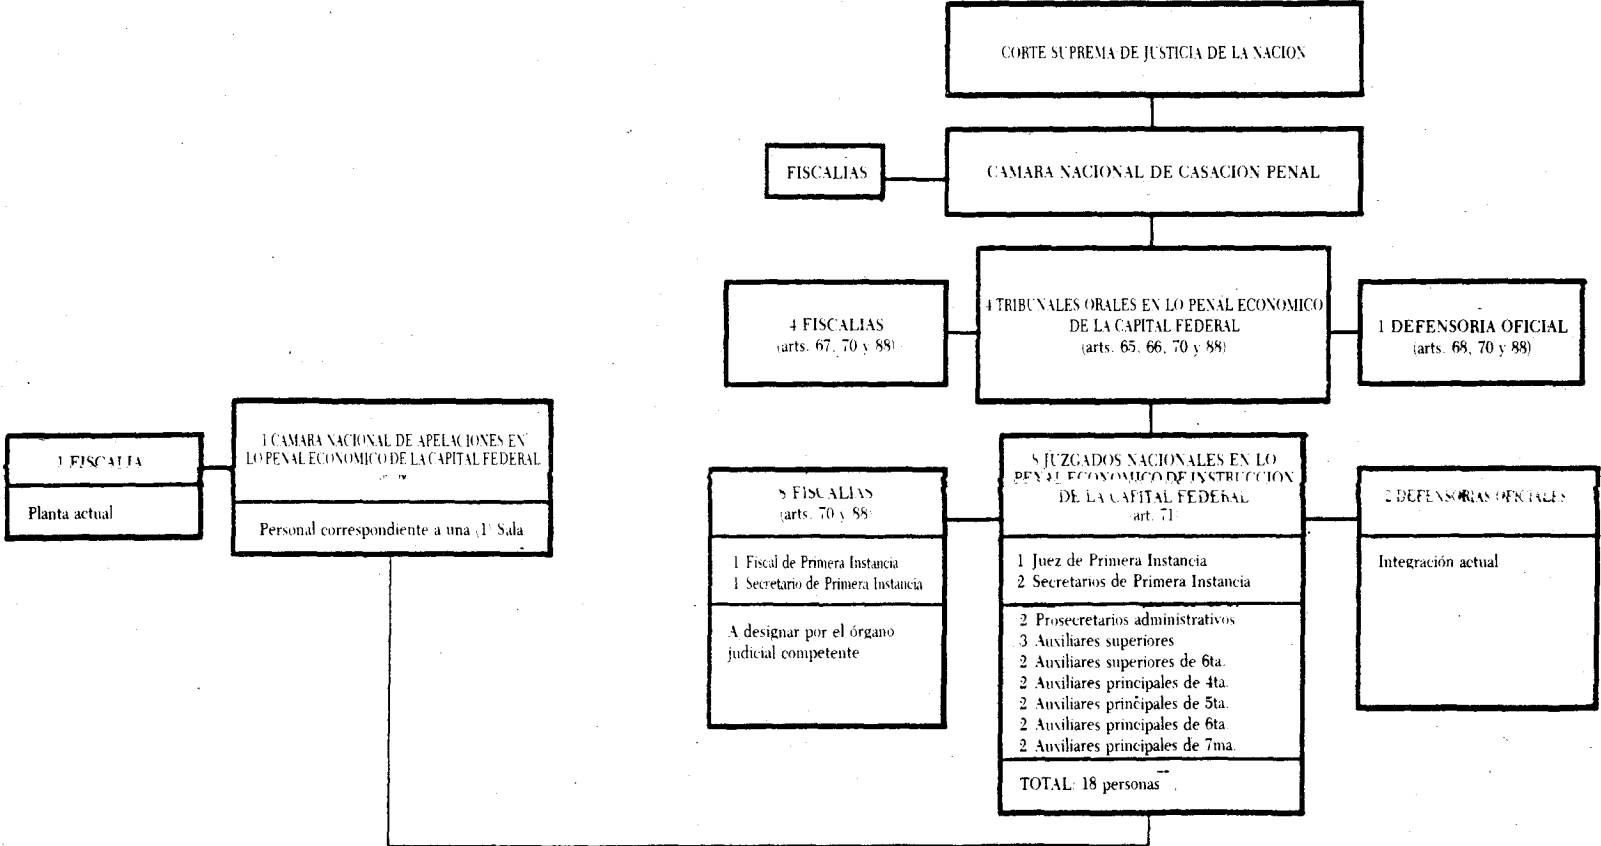 CORTE SUPREMA DE JUSTICIA DE LA NACION
FISCALIAS
CAMARA NACIONAL DE CASACION PENAL
4 FISCALIAS
(arts. 67, 70 y 88)
4 TRIBUNALES ORALES EN LO PENAL ECONOMICO
DE LA CAPITAL FEDERAL
(arts. 65, 66, 70 y 88)
1 DEFENSORIA OFICIAL
(arts. 68, 70 y 88)
1 FISCALIA
Planta actual
1 CAMARA NACIONAL DE APELACIONES EN
LO PENAL ECONOMICO DE LA CAPITAL FEDERAL
Personal correspondiente a una (1) Sala
FISCALIAS
(arts. 70 y 88)
1 Fiscal de Primera Instancia
1 Secretario de Primera Instancia
A designar por el órgano
judicial competente
JUZGADOS NACIONALES EN LO
PENAL ECONOMICO DE INSTRUCCION
DE LA CAPITAL FEDERAL
(art. 71)
1 Juez de Primera Instancia
2 Secretarios de Primera Instancia
2 Prosecretarios administrativos
3 Auxiliares superiores
2 Auxiliares superiores de 6ta.
2 Auxiliares principales de 4ta.
2 Auxiliares principales de 5ta.
2 Auxiliares principales de 6ta.
2 Auxiliares principales de 7ma.
TOTAL: 18 personas
2 DEFENSORIAS OFICIALES
Integración actual